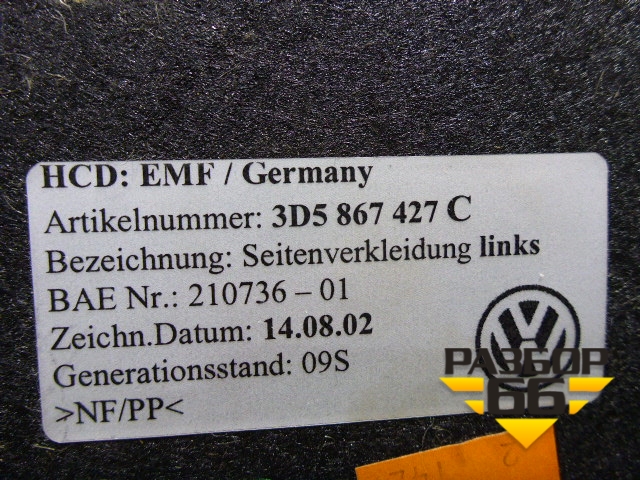 HCD: EMF / Germany
Artikelnummer: 3D5 867 427 C
Bezeichnung: Seitenverkleidung links
BAE Nr.: 210736 – 01
Zeichn.Datum: 14.08.02
Generationsstand: 09S
>NF/PP<
РАЗБОР
66